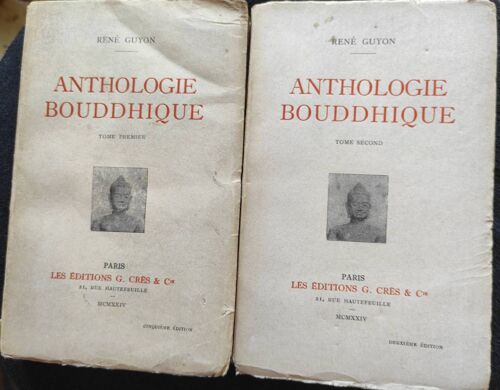 RENÉ GUYON
ANTHOLOGIE
BOUDDHIQUE
TOME PREMIER
PARIS
LES ÉDITIONS G. CRÈS & Cie
21, RUE HAUTEFEUILLE
MCMXXIV
CINQUIÈME ÉDITION
RENÉ GUYON
ANTHOLOGIE
BOUDDHIQUE
TOME SECOND
PARIS
LES ÉDITIONS G. CRÈS & Cie
21, RUE HAUTEFEUILLE
MCMXXIV
DEUXIÈME ÉDITION